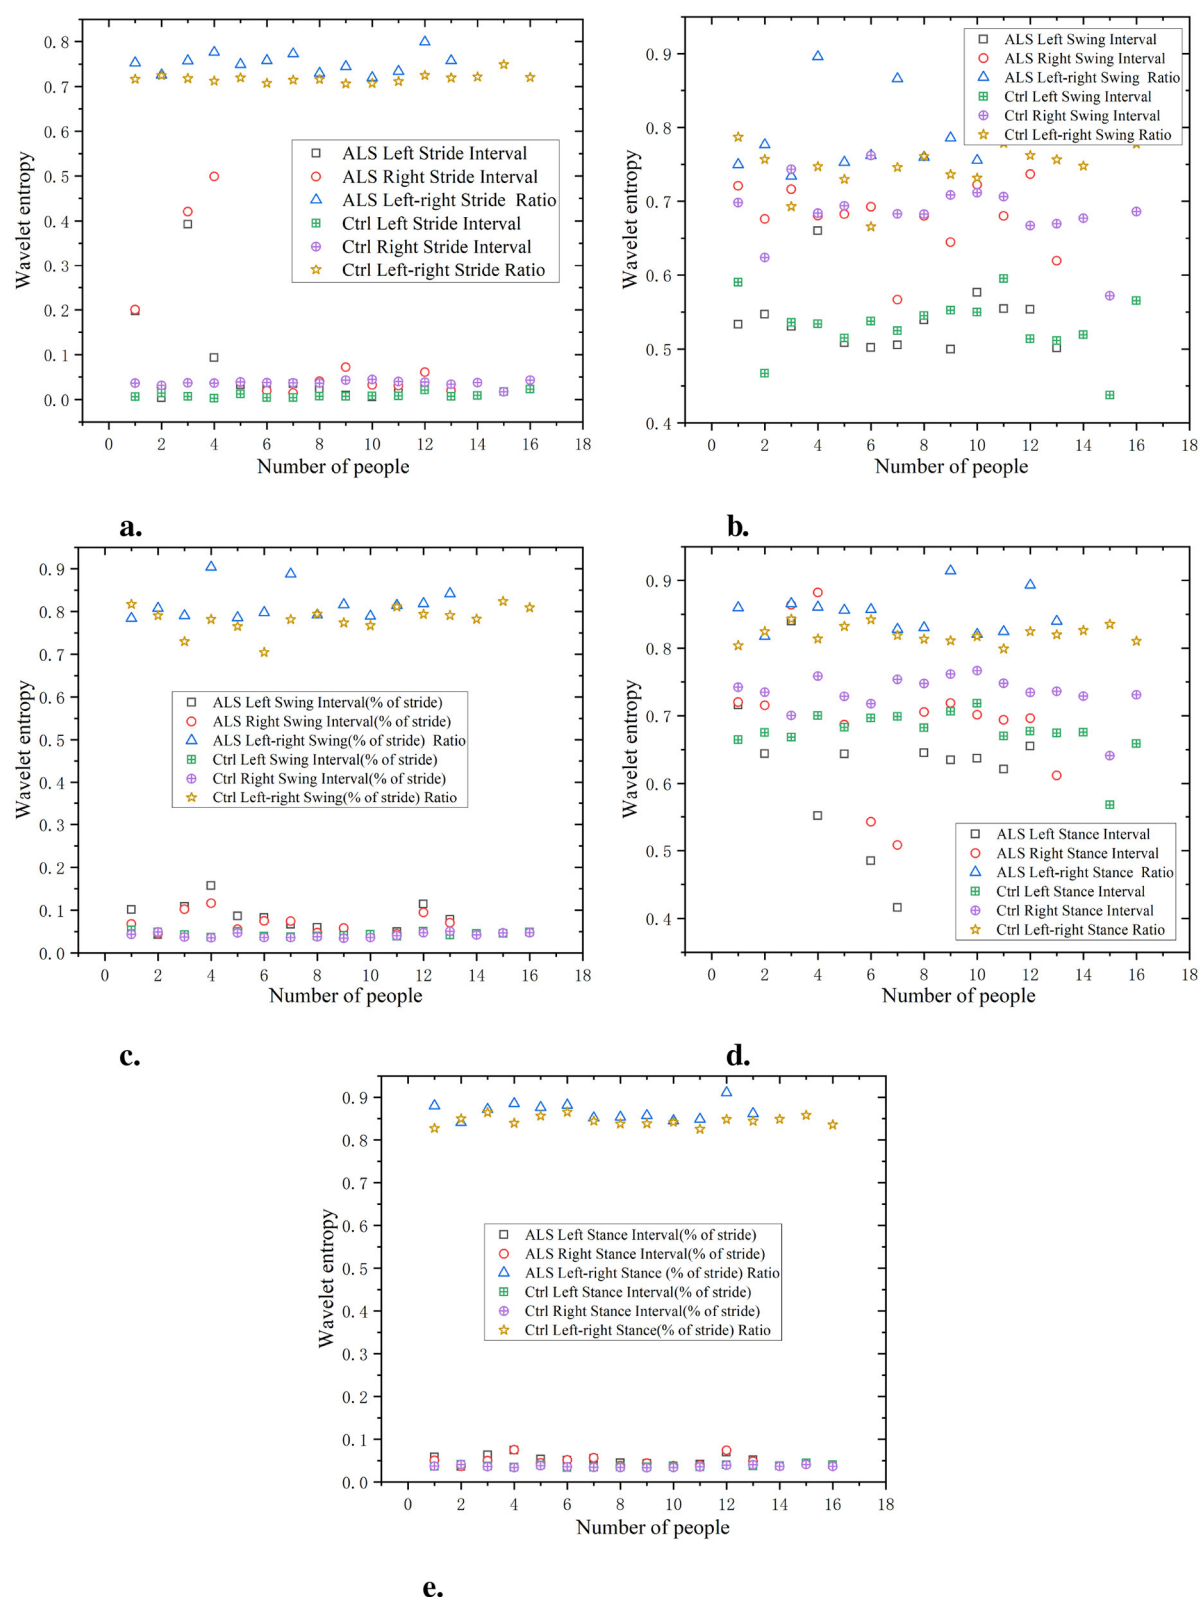 0.8
0.7
0.6
0.5
0.4
0.3
0.2
0.1
0.0
Wavelet entropy
ALS Left Stride Interval
ALS Right Stride Interval
ALS Left-right Stride Ratio
Ctrl Left Stride Interval
Ctrl Right Stride Interval
Ctrl Left-right Stride Ratio
0 2 4 6 8 10 12 14 16 18
Number of people
a.
0.9
0.8
0.7
0.6
0.5
0.4
Wavelet entropy
ALS Left Swing Interval
ALS Right Swing Interval
ALS Left-right Swing Ratio
Ctrl Left Swing Interval
Ctrl Right Swing Interval
Ctrl Left-right Swing Ratio
0 2 4 6 8 10 12 14 16 18
Number of people
b.
0.9
0.8
0.7
0.6
0.5
0.4
0.3
0.2
0.1
0.0
Wavelet entropy
ALS Left Swing Interval(% of stride)
ALS Right Swing Interval(% of stride)
ALS Left-right Swing(% of stride) Ratio
Ctrl Left Swing Interval(% of stride)
Ctrl Right Swing Interval(% of stride)
Ctrl Left-right Swing(% of stride) Ratio
0 2 4 6 8 10 12 14 16 18
Number of people
c.
0.9
0.8
0.7
0.6
0.5
0.4
Wavelet entropy
ALS Left Stance Interval
ALS Right Stance Interval
ALS Left-right Stance Ratio
Ctrl Left Stance Interval
Ctrl Right Stance Interval
Ctrl Left-right Stance Ratio
0 2 4 6 8 10 12 14 16 18
Number of people
d.
0.9
0.8
0.7
0.6
0.5
0.4
0.3
0.2
0.1
0.0
Wavelet entropy
ALS Left Stance Interval(% of stride)
ALS Right Stance Interval(% of stride)
ALS Left-right Stance (% of stride) Ratio
Ctrl Left Stance Interval(% of stride)
Ctrl Right Stance Interval(% of stride)
Ctrl Left-right Stance(% of stride) Ratio
0 2 4 6 8 10 12 14 16 18
Number of people
e.